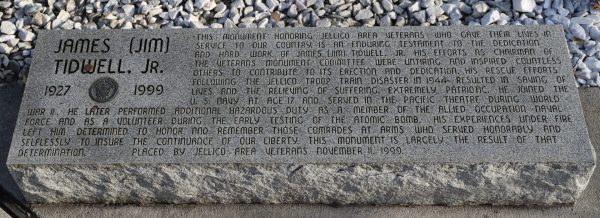 JAMES (JIM)
TIDWELL, JR.
1927 1999
THIS MONUMENT HONORING JELLICO AREA VETERANS WHO GAVE THEIR LIVES IN
SERVICE TO OUR COUNTRY IS AN ENDURING TESTAMENT TO THE DEDICATION
AND HARD WORK OF JAMES (JIM) TIDWELL, JR. HIS EFFORTS AS CHAIRMAN OF
THE VETERANS MONUMENT COMMITTEE WERE UNTIRING AND INSPIRED COUNTLESS
OTHERS TO CONTRIBUTE TO ITS ERECTION AND DEDICATION. HIS RESCUE EFFORTS
FOLLOWING THE JELLICO TROOP TRAIN DISASTER IN 1944 RESULTED IN SAVING OF
LIVES AND THE RELIEVING OF SUFFERING. EXTREMELY PATRIOTIC, HE JOINED THE
U. S. NAVY AT AGE 17 AND SERVED IN THE PACIFIC THEATRE DURING WORLD
WAR II. HE LATER PERFORMED ADDITIONAL HAZARDOUS DUTY AS A MEMBER OF THE ALLIED OCCUPATION NAVAL
FORCE AND AS A VOLUNTEER DURING THE EARLY TESTING OF THE ATOMIC BOMB. HIS EXPERIENCES UNDER FIRE
LEFT HIM DETERMINED TO HONOR AND REMEMBER THOSE COMRADES AT ARMS WHO SERVED HONORABLY AND
SELFLESSLY TO INSURE THE CONTINUANCE OF OUR LIBERTY. THIS MONUMENT IS LARGELY THE RESULT OF THAT
DETERMINATION. PLACED BY JELLICO AREA VETERANS NOVEMBER 11, 1999.